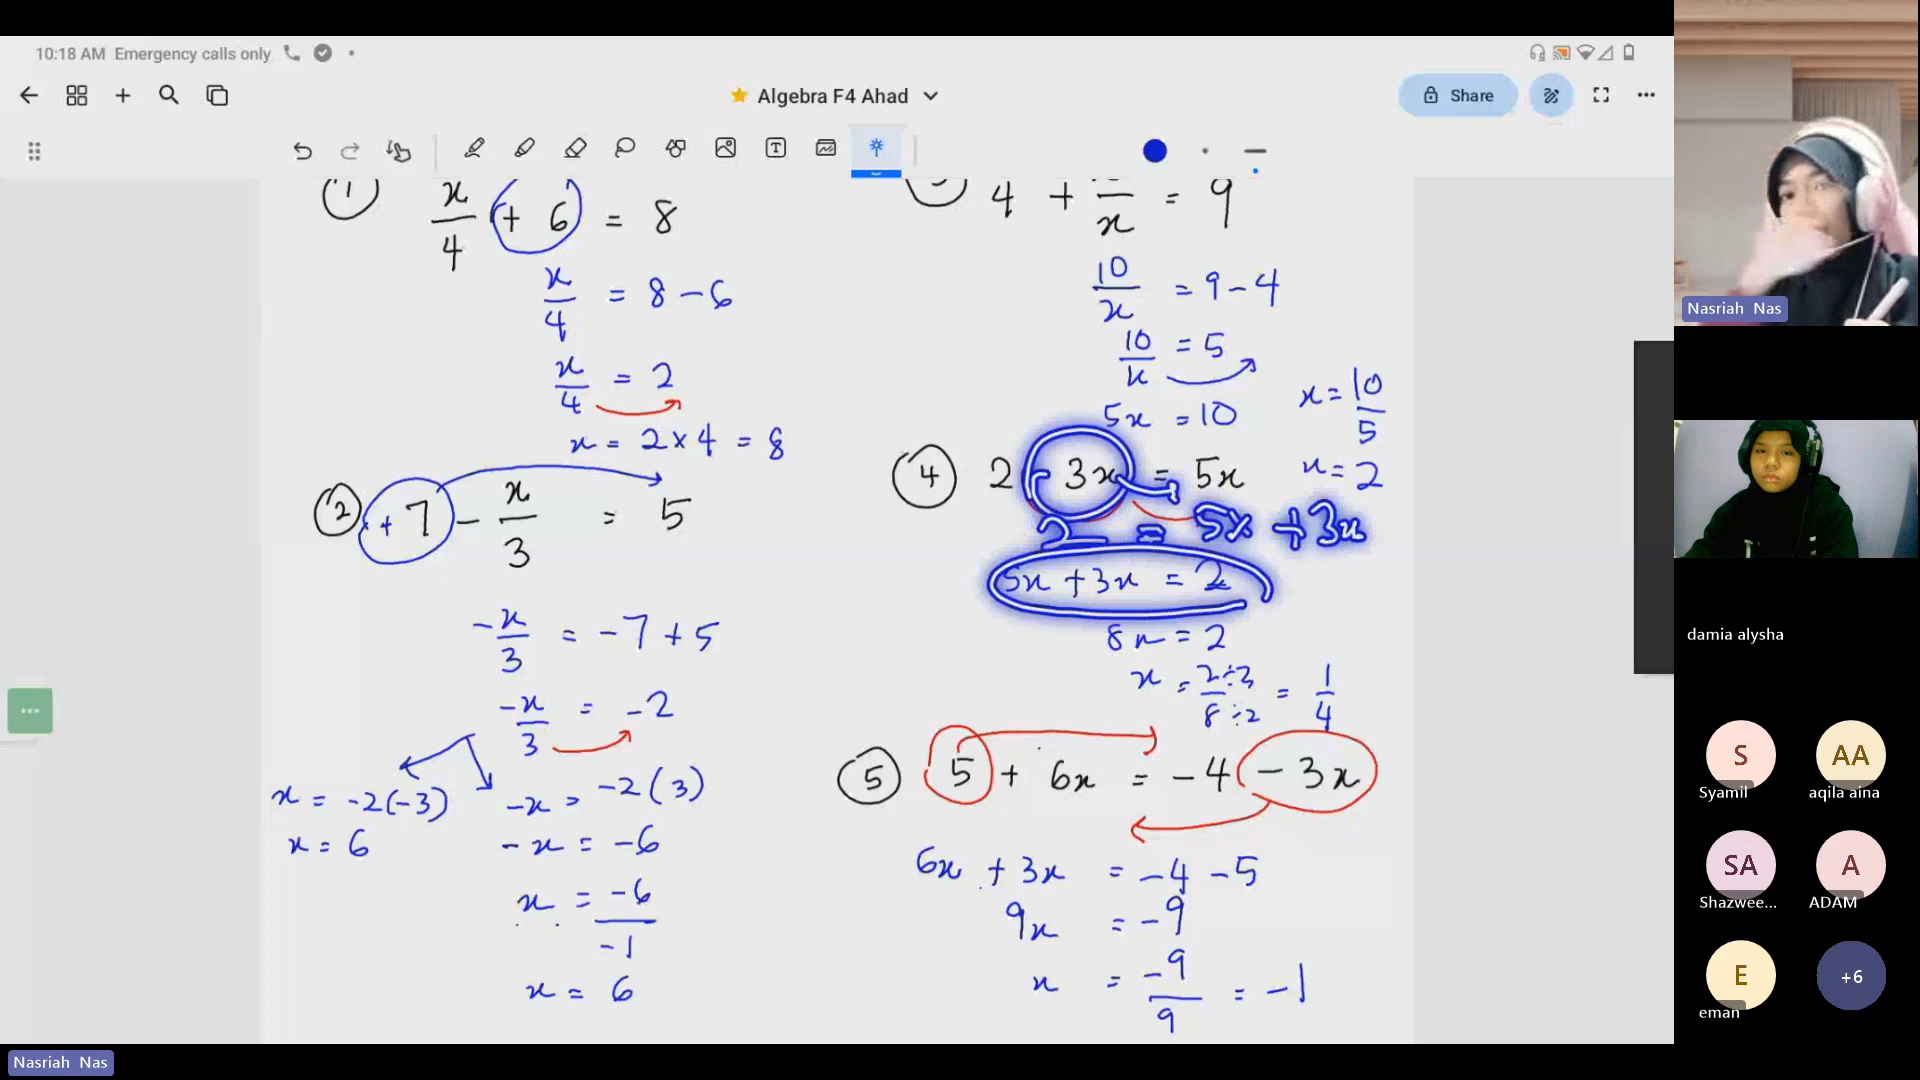 10:18 AM Emergency calls only
Algebra F4 Ahad
Share
① x/4 + 6 = 8
x/4 = 8 - 6
x/4 = 2
x = 2 × 4 = 8
② +7 - x/3 = 5
-x/3 = -7 + 5
-x/3 = -2
x = -2(-3)
x = 6
-x = -2(3)
-x = -6
x = -6/-1
x = 6
4 + 10/x = 9
10/x = 9 - 4
10/x = 5
5x = 10
x = 10/5
x = 2
④ 2 - 3x = 5x
2 = 5x + 3x
5x + 3x = 2
8x = 2
x = 2÷2/8÷2 = 1/4
⑤ 5 + 6x = -4 - 3x
6x + 3x = -4 - 5
9x = -9
x = -9/9 = -1
Nasriah Nas
damia alysha
S
Syamil
AA
aqila aina
SA
Shazwee...
A
ADAM
E
eman
+6
Nasriah Nas